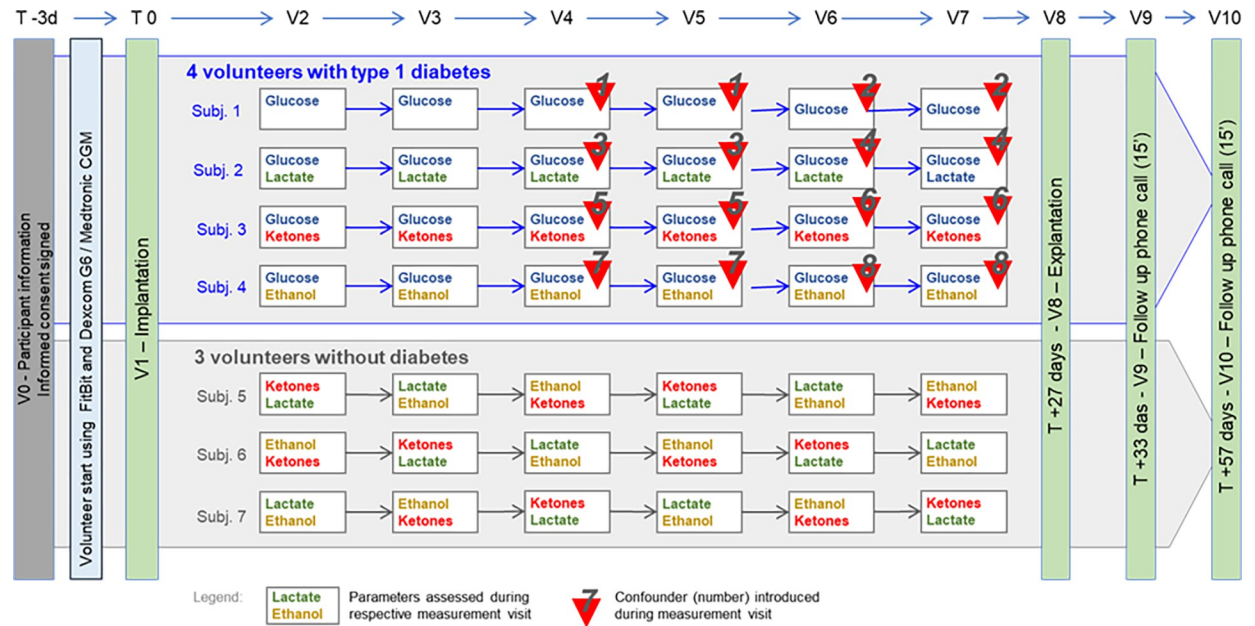 T -3d T 0 V2 V3 V4 V5 V6 V7 V8 V9 V10
V0 - Participant information
Informed consent signed
Volunteer start using FitBit and Dexcom G6 / Medtronic CGM
V1 – Implantation
4 volunteers with type 1 diabetes
1 1 2 2
Subj. 1 Glucose Glucose Glucose Glucose Glucose Glucose
3 3 4 4
Glucose Glucose Glucose Glucose Glucose Glucose
Subj. 2
Lactate Lactate Lactate Lactate Lactate Lactate
5 5 6 6
Glucose Glucose Glucose Glucose Glucose Glucose
Subj. 3
Ketones Ketones Ketones Ketones Ketones Ketones
7 7 8 8
Glucose Glucose Glucose Glucose Glucose Glucose
Subj. 4
Ethanol Ethanol Ethanol Ethanol Ethanol Ethanol
3 volunteers without diabetes
Ketones Lactate Ethanol Ketones Lactate Ethanol
Subj. 5
Lactate Ethanol Ketones Lactate Ethanol Ketones
Ethanol Ketones Lactate Ethanol Ketones Lactate
Subj. 6
Ketones Lactate Ethanol Ketones Lactate Ethanol
Lactate Ethanol Ketones Lactate Ethanol Ketones
Subj. 7
Ethanol Ketones Lactate Ethanol Ketones Lactate
T +27 days - V8 – Explantation
T +33 das - V9 – Follow up phone call (15')
T +57 days - V10 – Follow up phone call (15')
Legend:
Lactate
Ethanol
Parameters assessed during
respective measurement visit
7
Confounder (number) introduced
during measurement visit